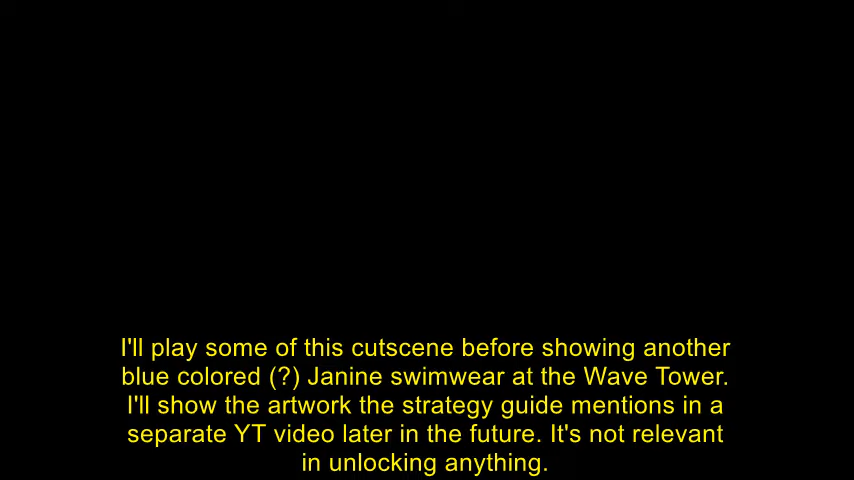 I'll play some of this cutscene before showing another
blue colored (?) Janine swimwear at the Wave Tower.
I'll show the artwork the strategy guide mentions in a
separate YT video later in the future. It's not relevant
in unlocking anything.